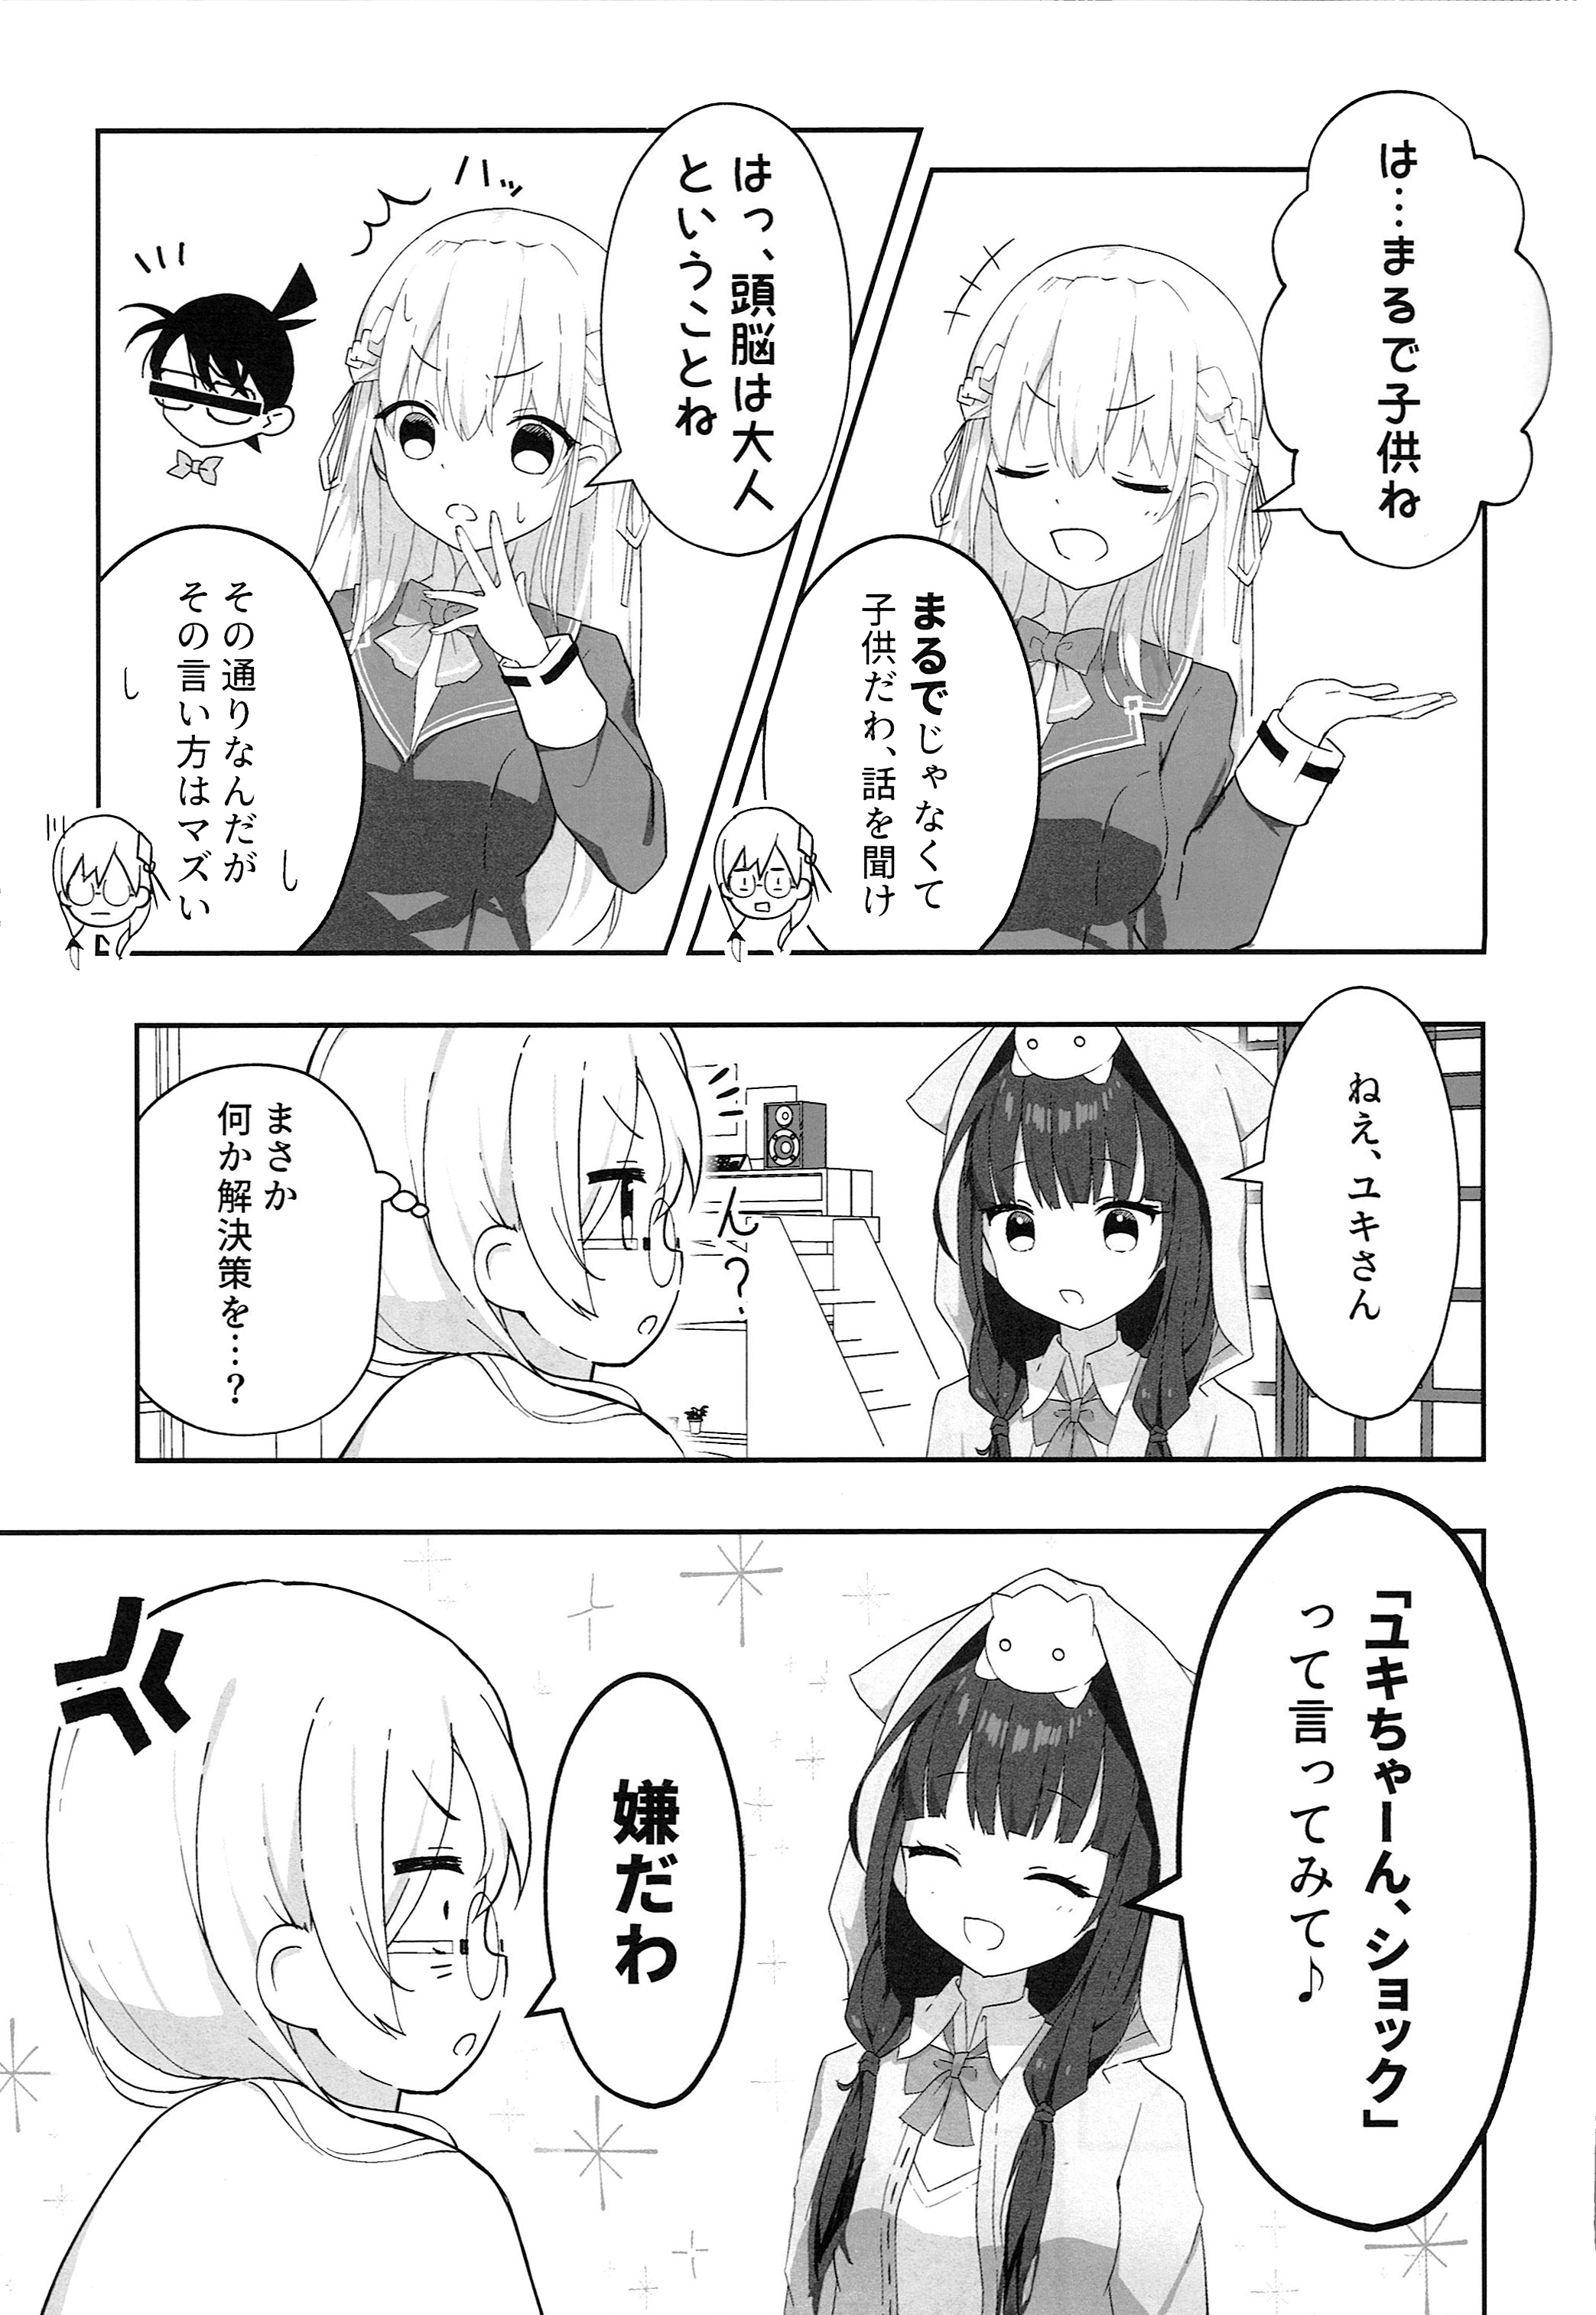 は…まるで子供ね
まるでじゃなくて
子供だわ、話を聞け
はっ、頭脳は大人
ということね
ハッ
その通りなんだが
その言い方はマズい
ねえ、ユキさん
ん?
まさか
何か解決策を…?
「ユキちゃーん、ショック」
って言ってみて♪
嫌だわ